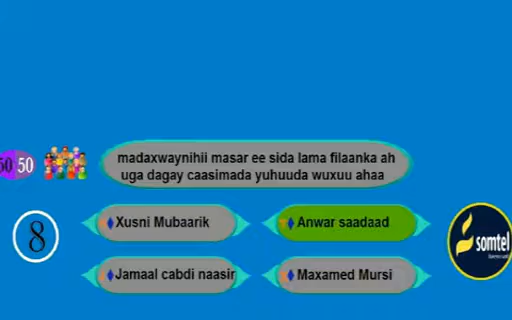 madaxwaynihii masar ee sida lama filaanka ah
uga dagay caasimada yuhuuda wuxuu ahaa
50 50
8
Xusni Mubaarik
Anwar saadaad
Jamaal cabdi naasir
Maxamed Mursi
somtel